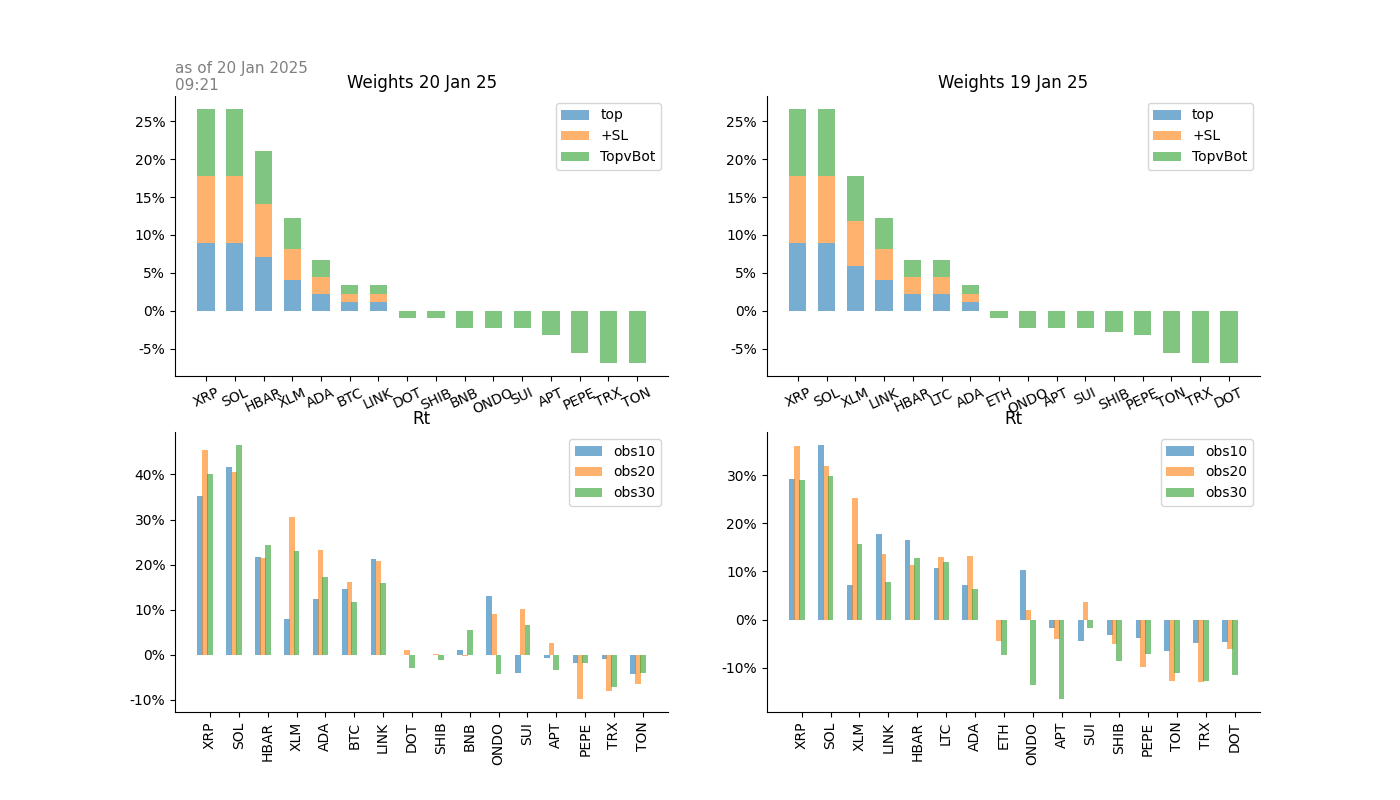 as of 20 Jan 2025
09:21
Weights 20 Jan 25
25%
20%
15%
10%
5%
0%
-5%
top
+SL
TopvBot
XRP SOL HBAR XLM ADA BTC LINK DOT SHIB BNB ONDO SUI APT PEPE TRX TON
Weights 19 Jan 25
25%
20%
15%
10%
5%
0%
-5%
top
+SL
TopvBot
XRP SOL XLM LINK HBAR LTC ADA ETH ONDO APT SUI SHIB PEPE TON TRX DOT
Rt
40%
30%
20%
10%
0%
-10%
obs10
obs20
obs30
XRP SOL HBAR XLM ADA BTC LINK DOT SHIB BNB ONDO SUI APT PEPE TRX TON
Rt
30%
20%
10%
0%
-10%
obs10
obs20
obs30
XRP SOL XLM LINK HBAR LTC ADA ETH ONDO APT SUI SHIB PEPE TON TRX DOT